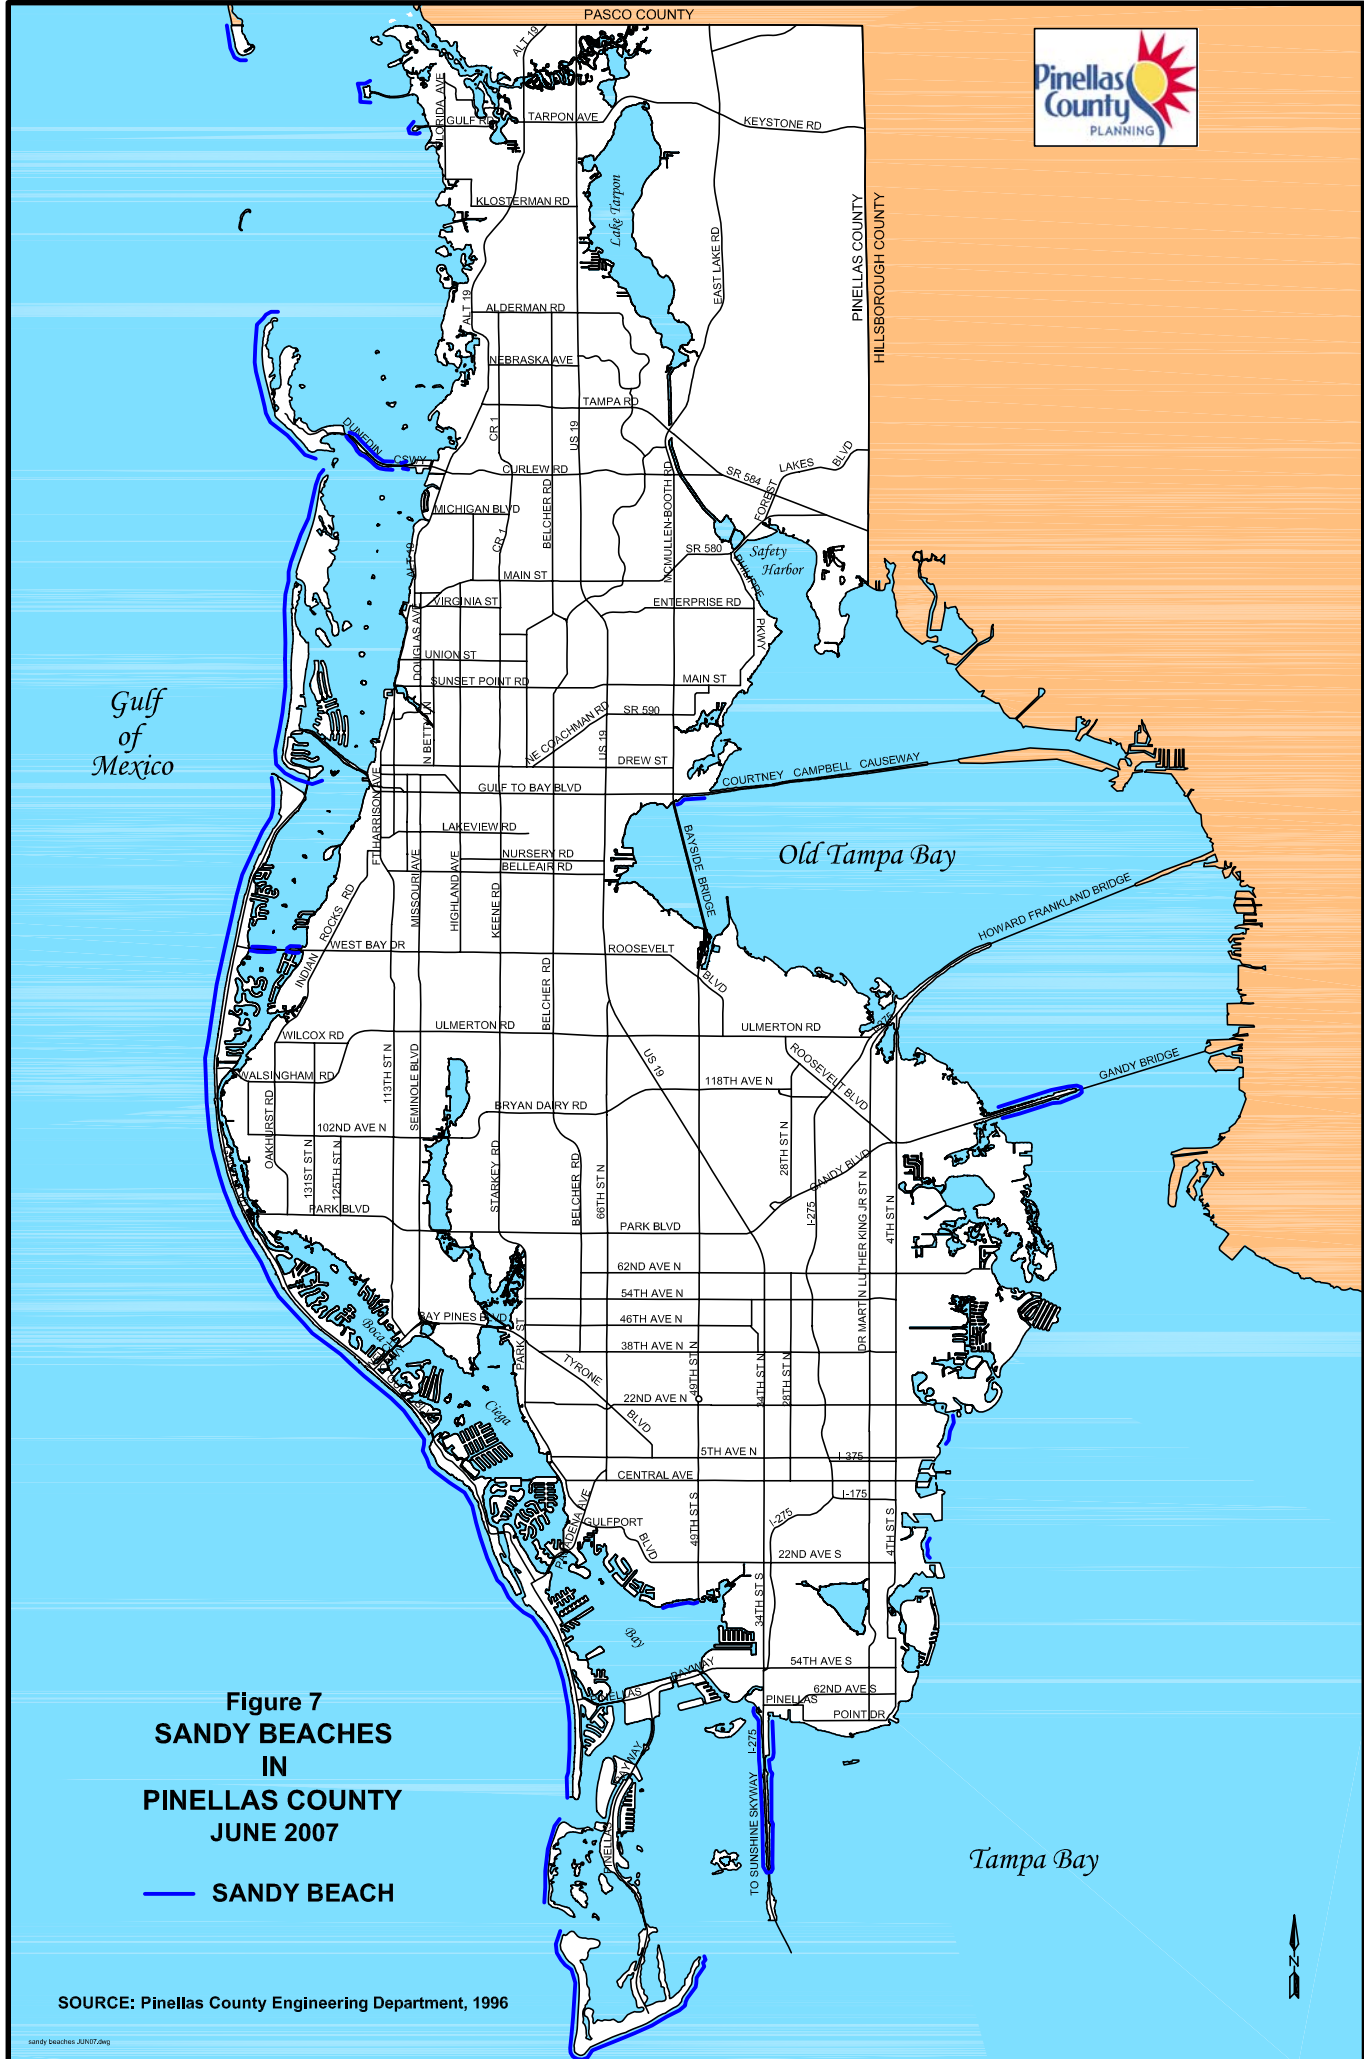 PASCO COUNTY
Pinellas
County
PLANNING
ALT 19
FLORIDA AVE
GULF RD
TARPON AVE
KEYSTONE RD
KLOSTERMAN RD
Lake Tarpon
EAST LAKE RD
PINELLAS COUNTY
HILLSBOROUGH COUNTY
ALT 19
ALDERMAN RD
NEBRASKA AVE
TAMPA RD
CR 1
US 19
DUNEDIN
CSWY
CURLEW RD
SR 584
FOREST
LAKES
BLVD
BELCHER RD
MCMULLEN-BOOTH RD
MICHIGAN BLVD
CR 1
ALT 19
SR 580
Safety
Harbor
PHILIPPE
PKWY
MAIN ST
VIRGINIA ST
ENTERPRISE RD
DOUGLAS AVE
UNION ST
SUNSET POINT RD
MAIN ST
N BETTY LN
NE COACHMAN RD
SR 590
US 19
DREW ST
Gulf
of
Mexico
COURTNEY CAMPBELL CAUSEWAY
GULF TO BAY BLVD
FT HARRISON AVE
LAKEVIEW RD
BAYSIDE BRIDGE
Old Tampa Bay
NURSERY RD
BELLEAIR RD
MISSOURI AVE
HIGHLAND AVE
KEENE RD
HOWARD FRANKLAND BRIDGE
INDIAN
ROCKS
RD
WEST BAY DR
ROOSEVELT
BLVD
BELCHER RD
I-275
WILCOX RD
ULMERTON RD
ULMERTON RD
US 19
ROOSEVELT BLVD
GANDY BRIDGE
WALSINGHAM RD
113TH ST N
SEMINOLE BLVD
118TH AVE N
BRYAN DAIRY RD
OAKHURST RD
102ND AVE N
131ST ST N
125TH ST N
STARKEY RD
BELCHER RD
66TH ST N
28TH ST N
GANDY BLVD
I-275
DR MARTIN LUTHER KING JR ST N
4TH ST N
PARK BLVD
PARK BLVD
62ND AVE N
54TH AVE N
BAY PINES BLVD
46TH AVE N
Boca
PARK ST
38TH AVE N
TYRONE
BLVD
49TH ST N
34TH ST N
28TH ST N
22ND AVE N
Ciega
5TH AVE N
I-375
CENTRAL AVE
I-175
PASADENA AVE
GULFPORT
BLVD
49TH ST S
I-275
4TH ST S
22ND AVE S
34TH ST S
Bay
54TH AVE S
PINELLAS
BAYWAY
62ND AVE S
PINELLAS
POINT DR
Figure 7
SANDY BEACHES
IN
PINELLAS COUNTY
JUNE 2007
SANDY BEACH
PINELLAS
BAYWAY
TO SUNSHINE SKYWAY
I-275
Tampa Bay
N
SOURCE: Pinellas County Engineering Department, 1996
sandy beaches JUN07.dwg